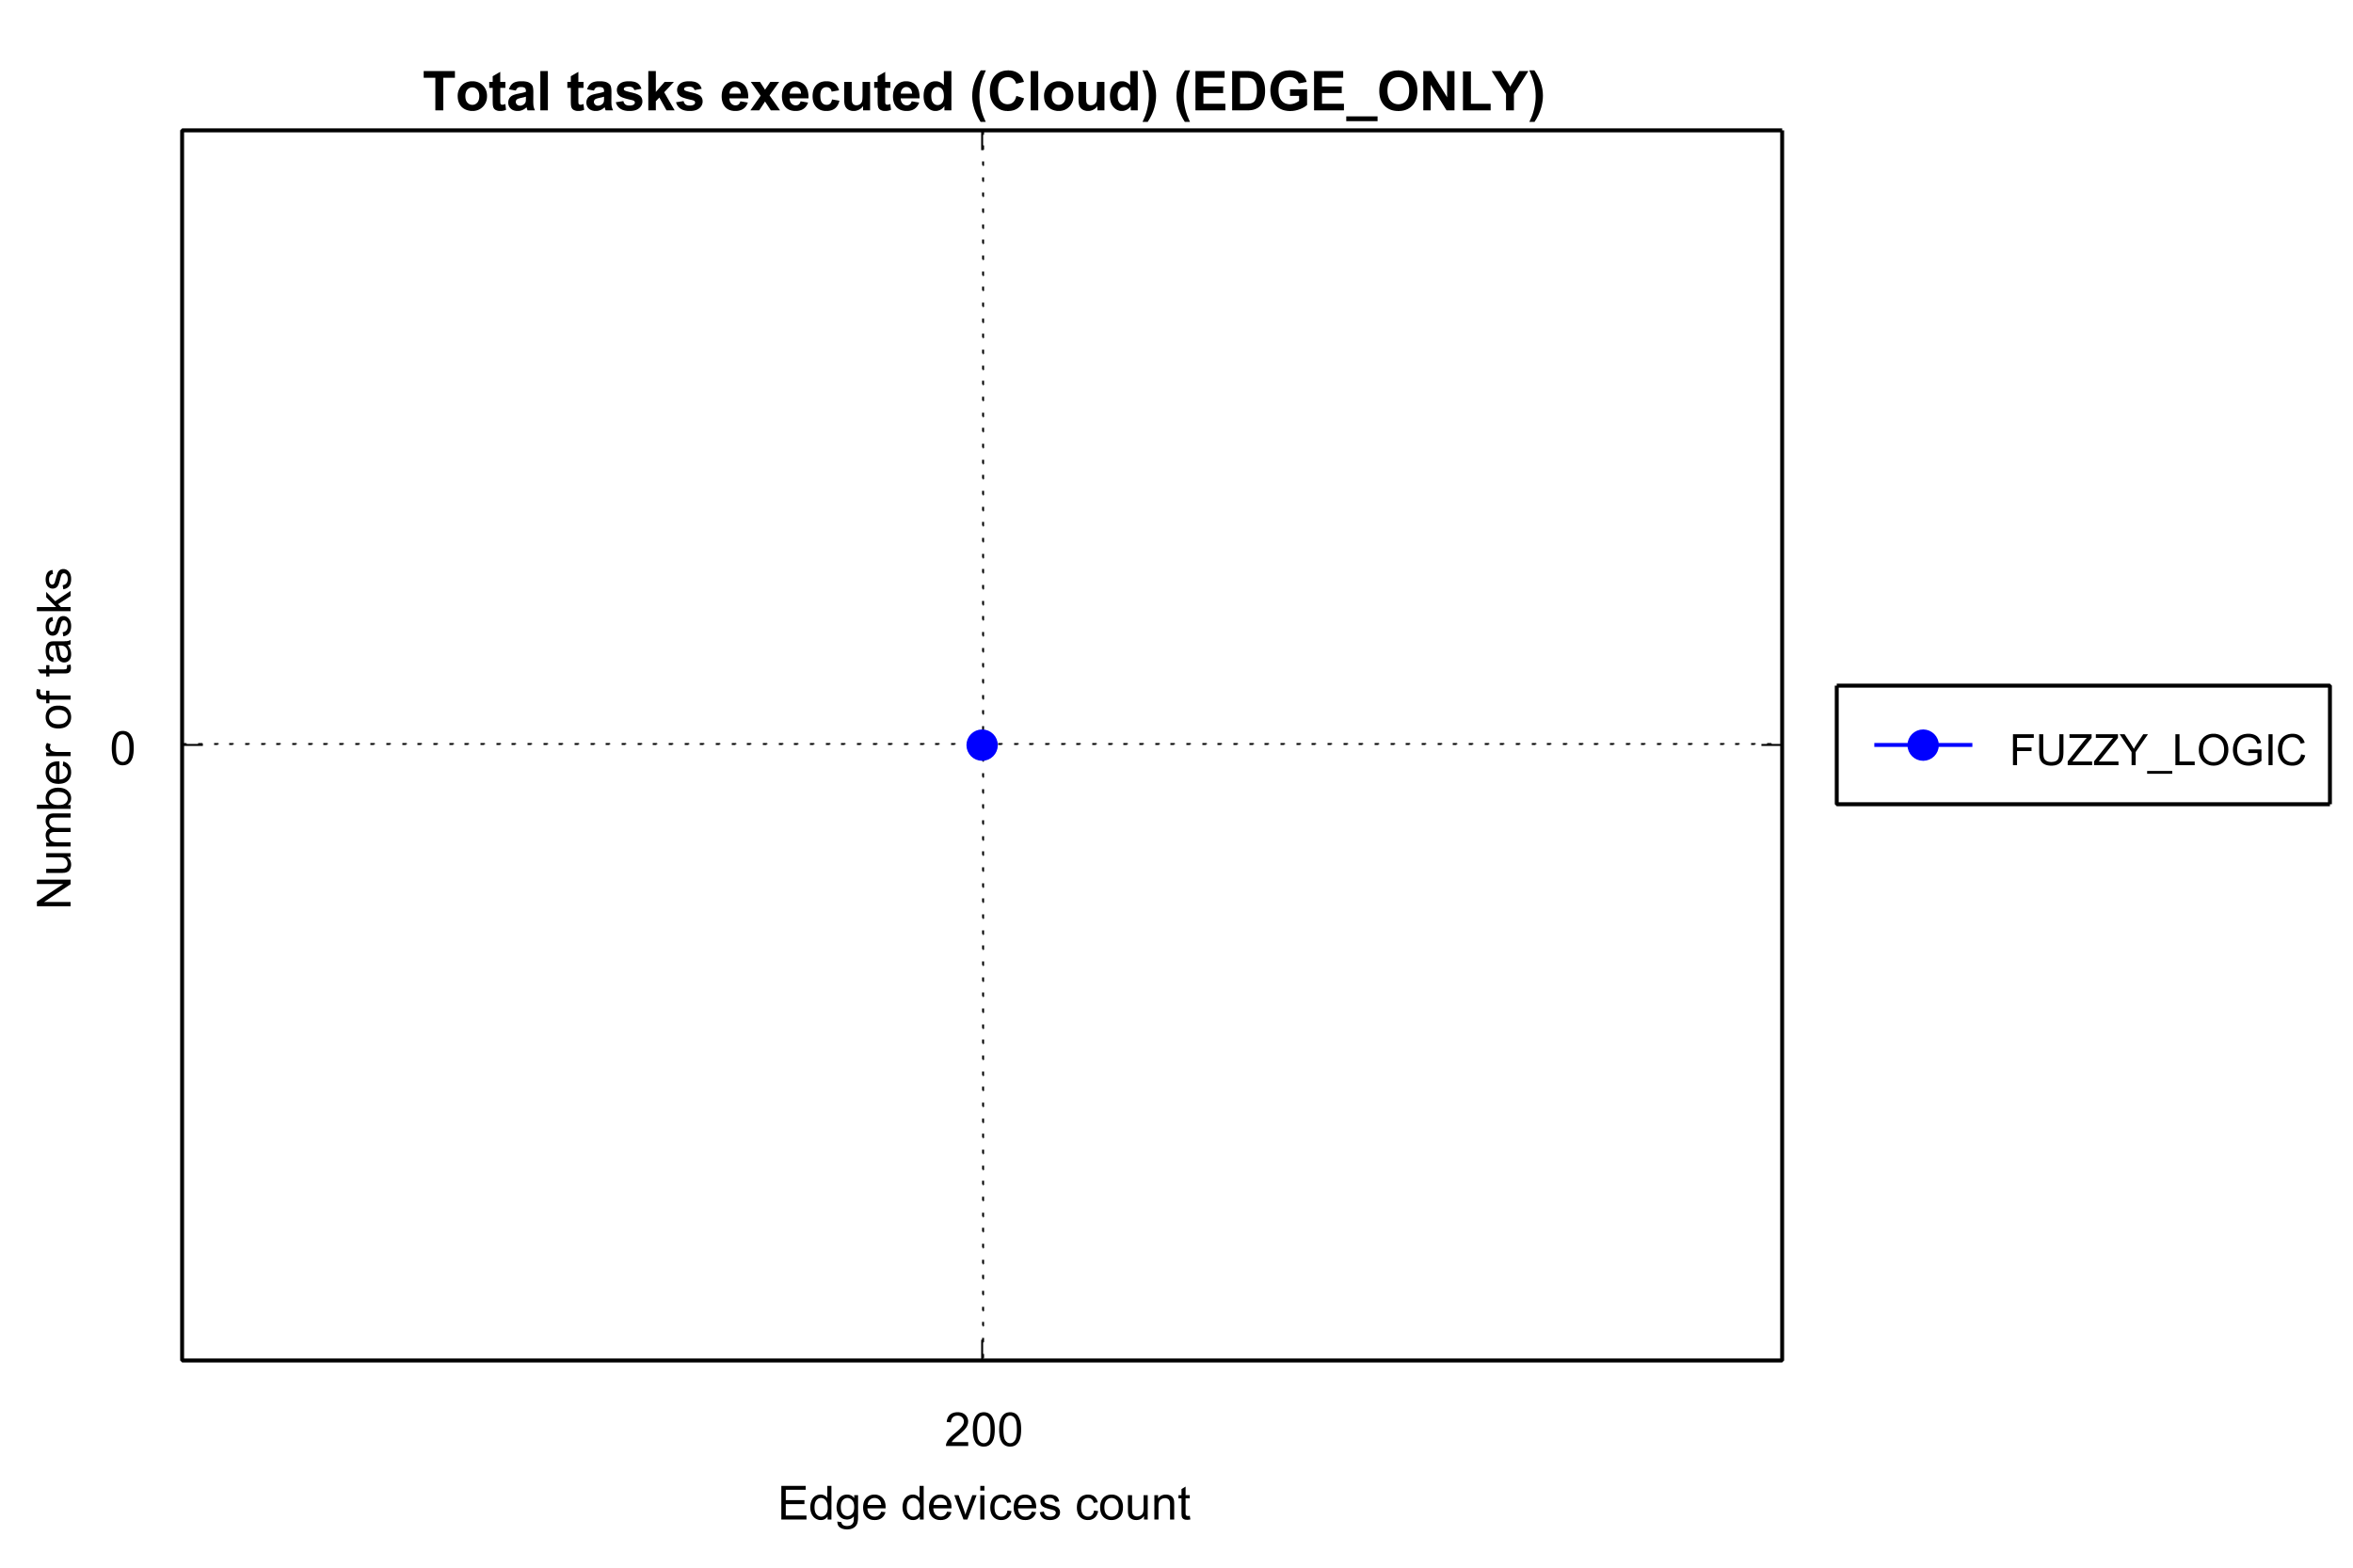 Total tasks executed (Cloud) (EDGE_ONLY)
Number of tasks
0
FUZZY_LOGIC
200
Edge devices count